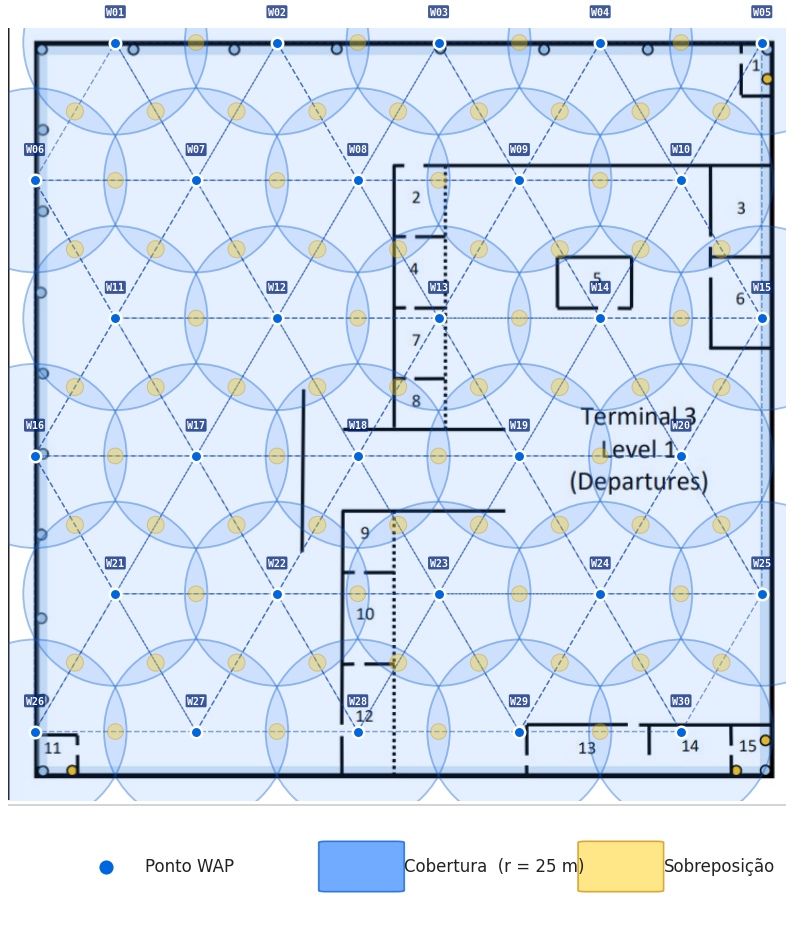 W01 W02 W03 W04 W05
1
W06 W07 W08 W09 W10
2
3
4
5
W11 W12 W13 W14 W15
6
7
8
Terminal 3
W16 W17 W18 W19 W20
Level 1
(Departures)
9
W21 W22 W23 W24 W25
10
W26 W27 W28 W29 W30
12
11 13 14 15
Ponto WAP Cobertura (r = 25 m) Sobreposição